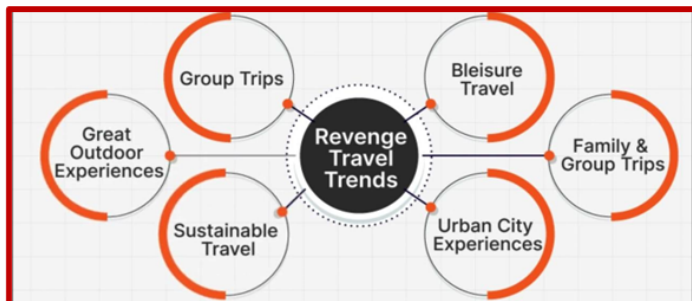 Group Trips
Bleisure
Travel
Great
Outdoor
Experiences
Revenge
Travel
Trends
Family &
Group Trips
Sustainable
Travel
Urban City
Experiences